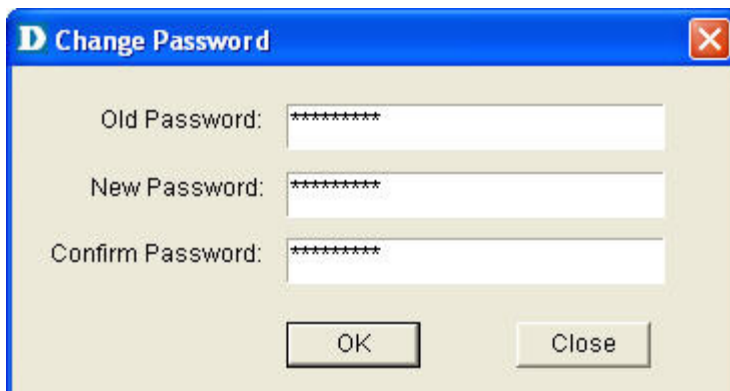 D Change Password
Old Password: *********
New Password: *********
Confirm Password: *********
OK Close